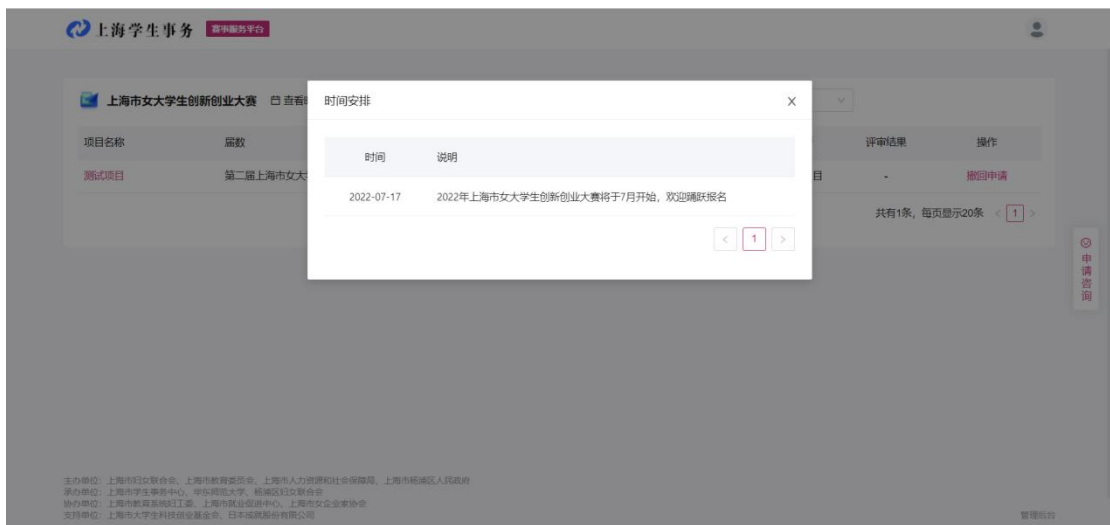 上海学生事务 赛事服务平台
上海市女大学生创新创业大赛 查看
时间安排 X
项目名称 届数 评审结果 操作
时间 说明
测试项目 第二届上海市女大 目 - 撤回申请
2022-07-17 2022年上海市女大学生创新创业大赛将于7月开始，欢迎踊跃报名
共有1条，每页显示20条 < 1 >
< 1 >
申请咨询
主办单位：上海市妇女联合会、上海市教育委员会、上海市人力资源和社会保障局、上海市杨浦区人民政府
承办单位：上海市学生事务中心、华东师范大学、杨浦区妇女联合会
协办单位：上海市教育系统妇工委、上海市就业促进中心、上海市女企业家协会
支持单位：上海市大学生科技创业基金会、日本成就股份有限公司
管理后台